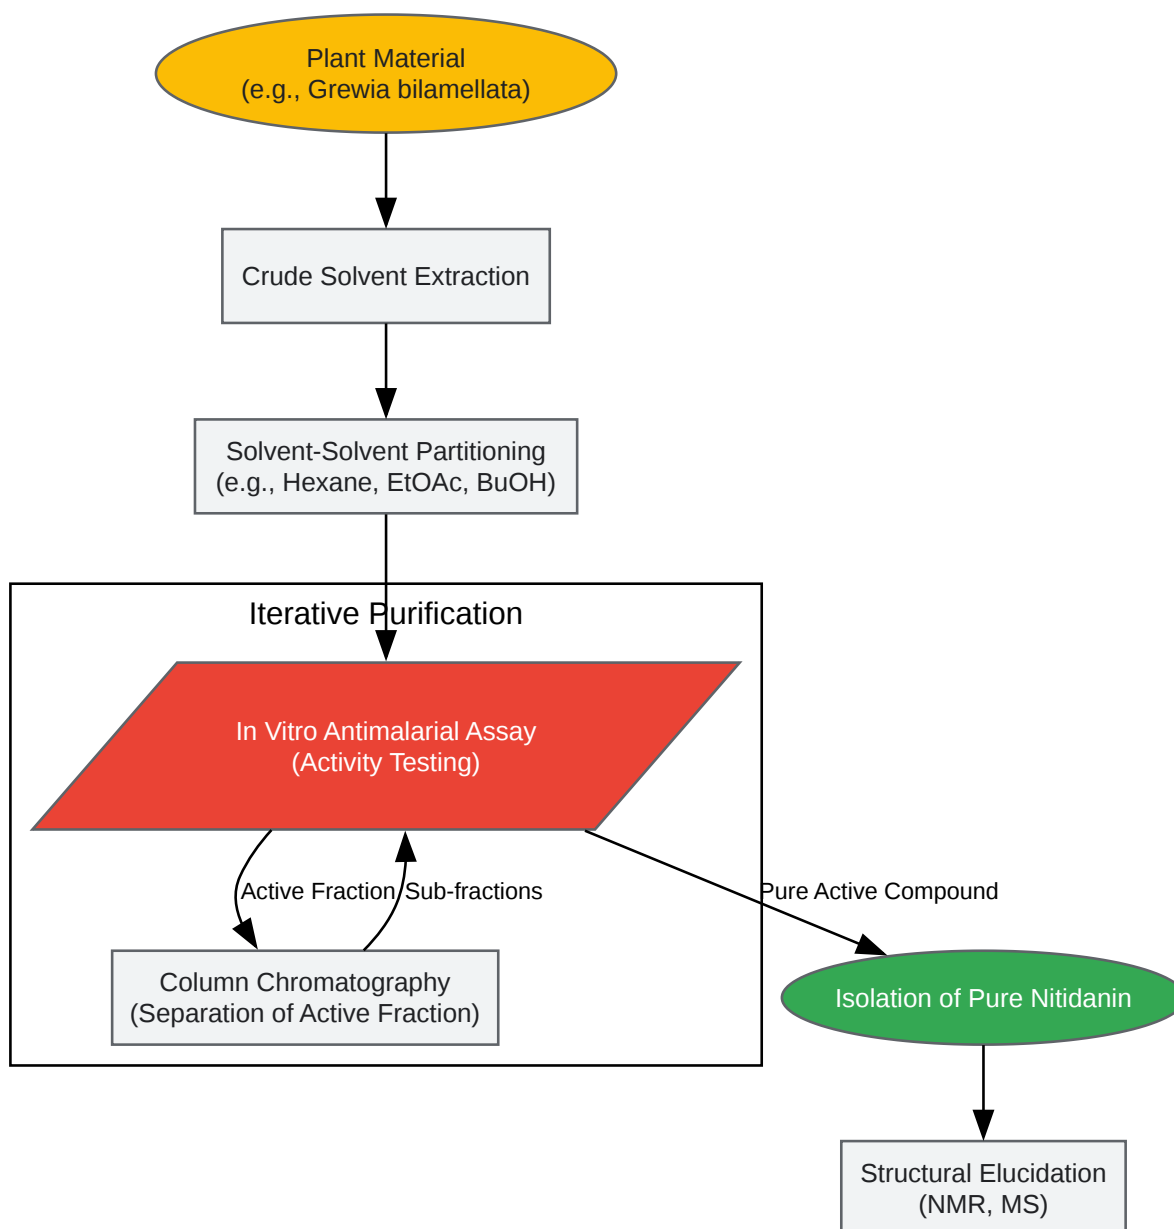 Plant Material
(e.g., Grewia bilamellata)
Crude Solvent Extraction
Solvent-Solvent Partitioning
(e.g., Hexane, EtOAc, BuOH)
Iterative Purification
In Vitro Antimalarial Assay
(Activity Testing)
Active Fraction
Sub-fractions
Pure Active Compound
Column Chromatography
(Separation of Active Fraction)
Isolation of Pure Nitidanin
Structural Elucidation
(NMR, MS)